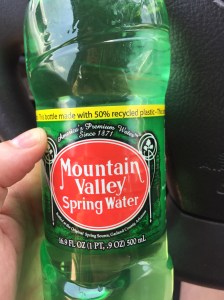 bottle made with 50% recycled plastic
America's Premium Water
Since 1871
Mountain
Valley
Spring Water
16.9 FL OZ (1 PT, .9 OZ) 500 mL